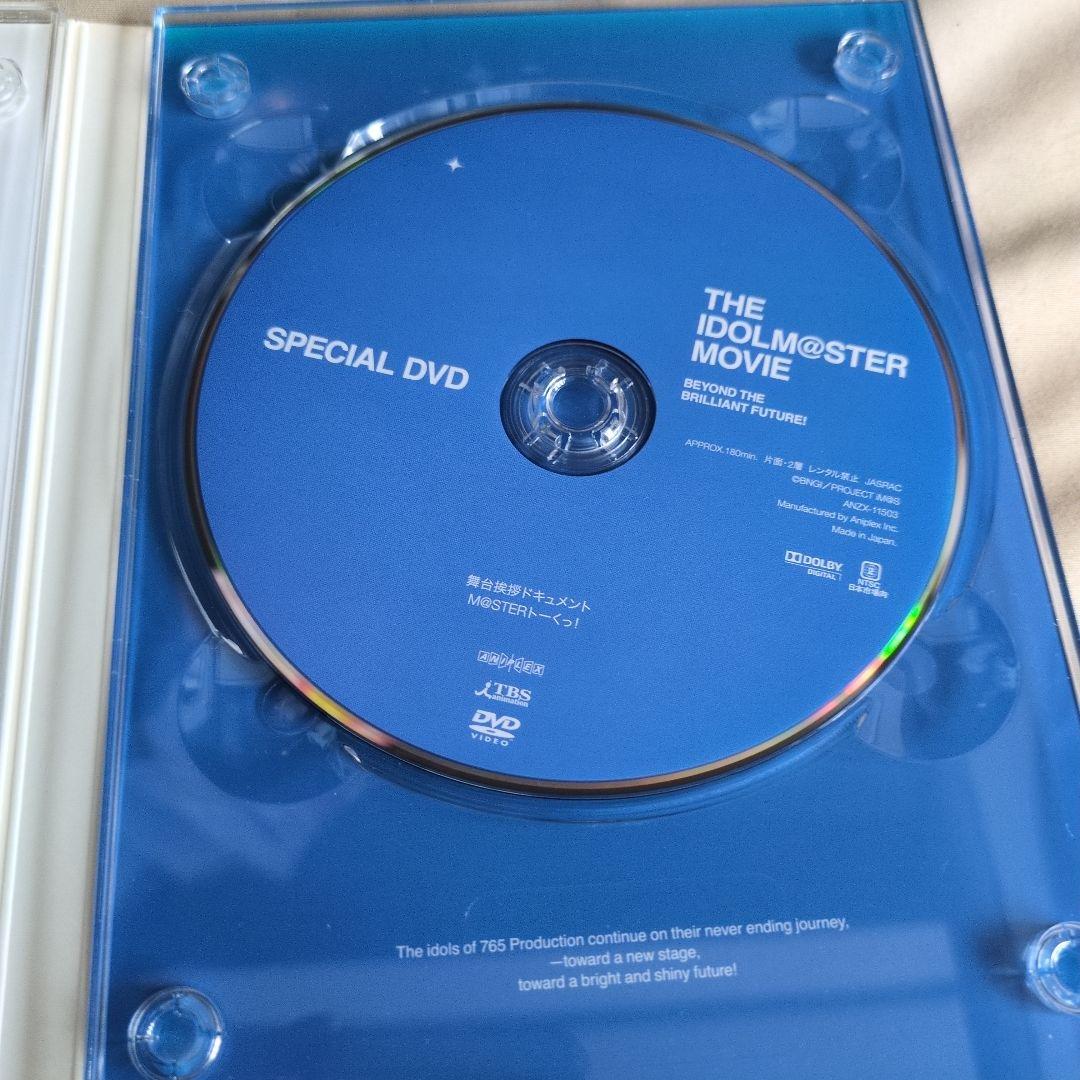 SPECIAL DVD
THE
IDOLM@STER
MOVIE
BEYOND THE
BRILLIANT FUTURE!
APPROX.180min. 片面・2層 レンタル禁止 JASRAC
©BNGI／PROJECT iM@S
ANZX-11503
Manufactured by Aniplex Inc.
Made in Japan.
DOLBY
DIGITAL
2
NTSC
日本市場向
舞台挨拶ドキュメント
M@STERトーくっ!
ANIPLEX
TBS
animation
DVD
VIDEO
The idols of 765 Production continue on their never ending journey,
—toward a new stage,
toward a bright and shiny future!